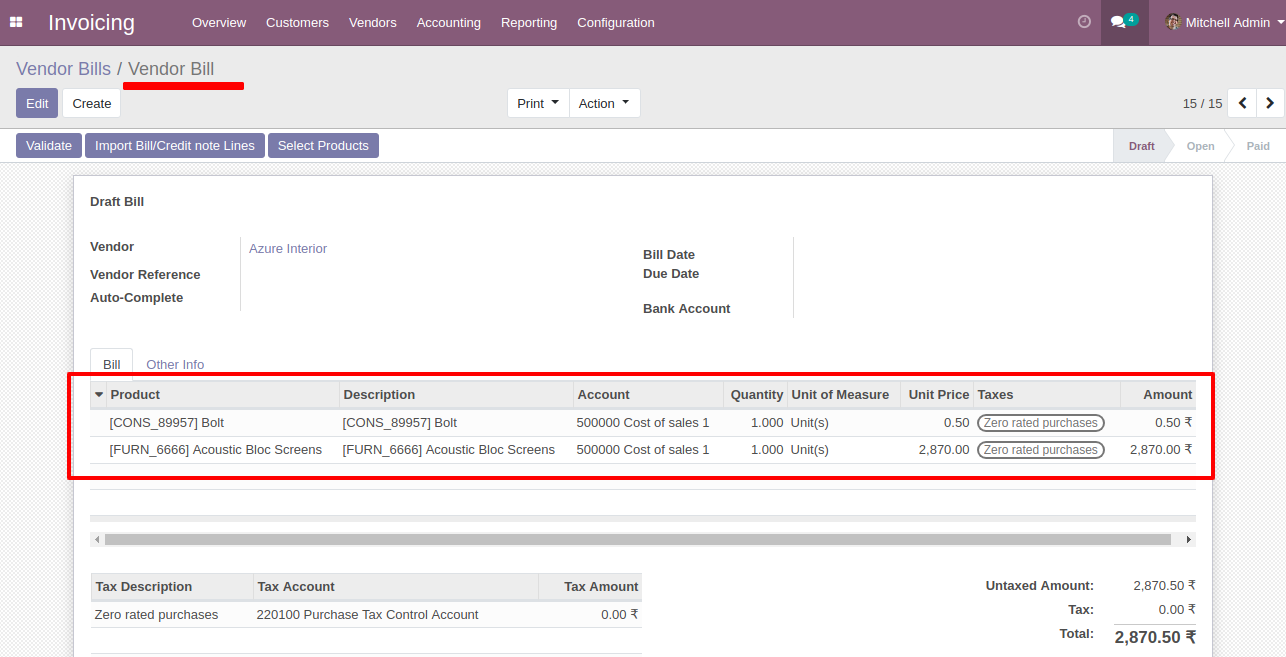 Invoicing Overview Customers Vendors Accounting Reporting Configuration 4 Mitchell Admin
Vendor Bills / Vendor Bill
Edit Create Print Action 15 / 15
Validate Import Bill/Credit note Lines Select Products Draft Open Paid
Draft Bill
Vendor Azure Interior Bill Date
Vendor Reference Due Date
Auto-Complete Bank Account
Bill Other Info
Product Description Account Quantity Unit of Measure Unit Price Taxes Amount
[CONS_89957] Bolt [CONS_89957] Bolt 500000 Cost of sales 1 1.000 Unit(s) 0.50 Zero rated purchases 0.50 ₹
[FURN_6666] Acoustic Bloc Screens [FURN_6666] Acoustic Bloc Screens 500000 Cost of sales 1 1.000 Unit(s) 2,870.00 Zero rated purchases 2,870.00 ₹
Tax Description Tax Account Tax Amount Untaxed Amount: 2,870.50 ₹
Zero rated purchases 220100 Purchase Tax Control Account 0.00 ₹ Tax: 0.00 ₹
Total: 2,870.50 ₹